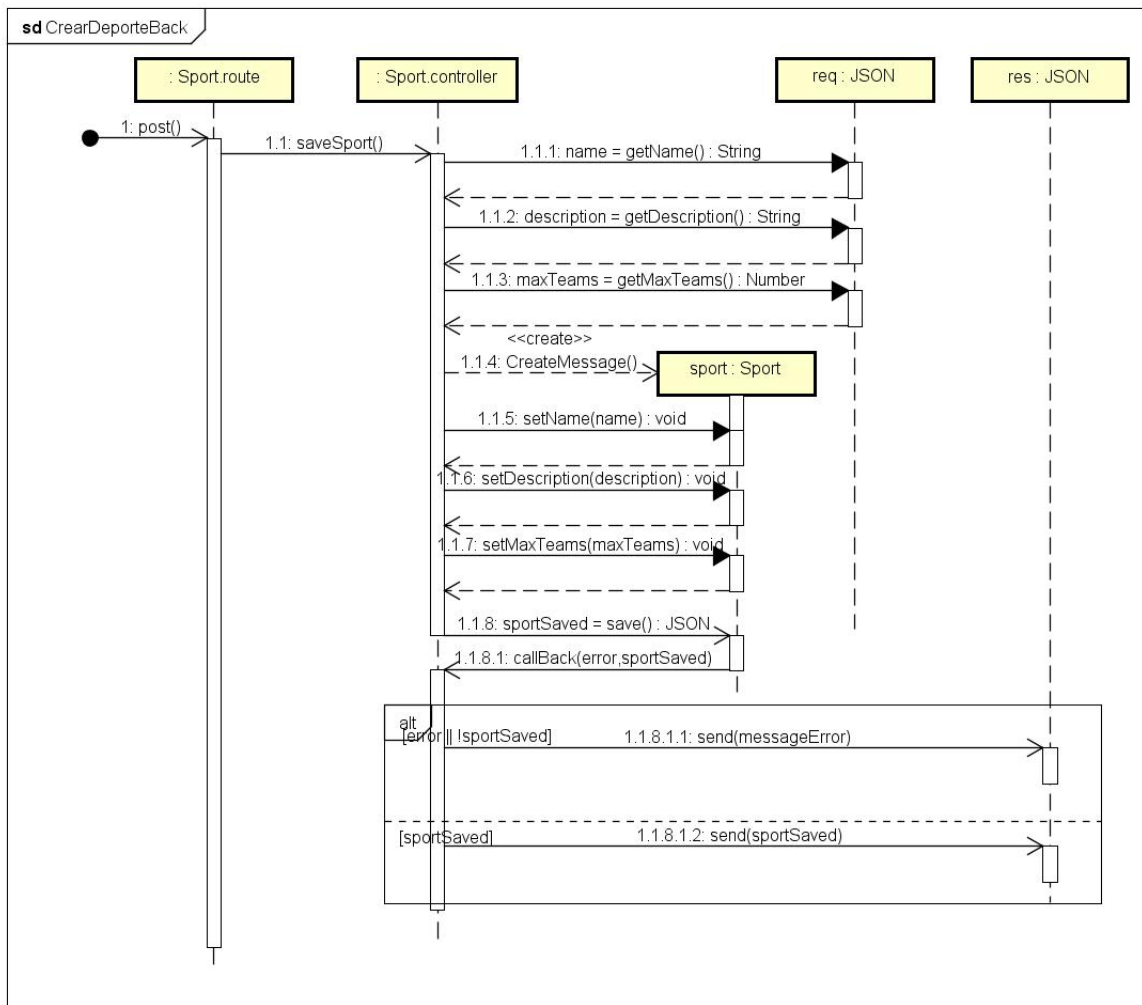 sd CrearDeporteBack
: Sport.route
: Sport.controller
req : JSON
res : JSON
1: post()
1.1: saveSport()
1.1.1: name = getName() : String
1.1.2: description = getDescription() : String
1.1.3: maxTeams = getMaxTeams() : Number
<<create>>
1.1.4: CreateMessage()
sport : Sport
1.1.5: setName(name) : void
1.1.6: setDescription(description) : void
1.1.7: setMaxTeams(maxTeams) : void
1.1.8: sportSaved = save() : JSON
1.1.8.1: callBack(error,sportSaved)
alt
[error || !sportSaved]
1.1.8.1.1: send(messageError)
[sportSaved]
1.1.8.1.2: send(sportSaved)